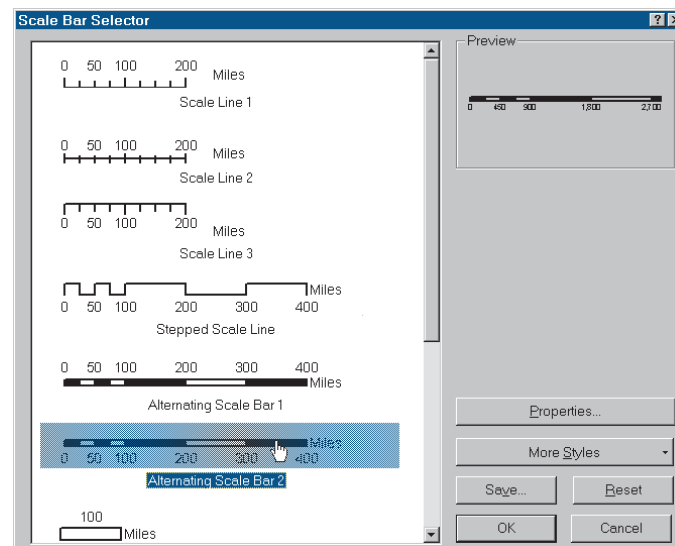 Scale Bar Selector
0 50 100 200 Miles
Scale Line 1
0 50 100 200 Miles
Scale Line 2
0 50 100 200 Miles
Scale Line 3
Miles
0 50 100 200 300 400
Stepped Scale Line
0 50 100 200 300 400
Miles
Alternating Scale Bar 1
Miles
0 50 100 200 300 400
Alternating Scale Bar 2
100
Miles
Preview
0 450 900 1,800 2,700
Properties...
More Styles
Save... Reset
OK Cancel